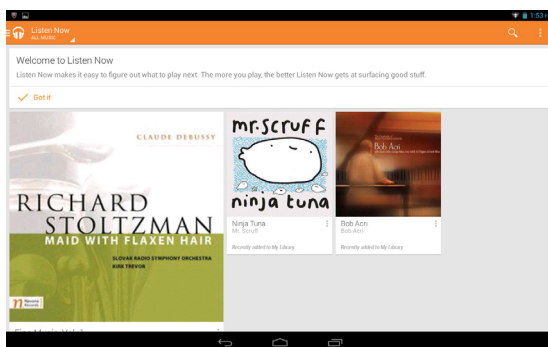 1:53
Listen Now
ALL MUSIC
Welcome to Listen Now
Listen Now makes it easy to figure out what to play next. The more you play, the better Listen Now gets at surfacing good stuff.
Got it
CLAUDE DEBUSSY
RICHARD
STOLTZMAN
MAID WITH FLAXEN HAIR
SLOVAK RADIO SYMPHONY ORCHESTRA
KIRK TREVOR
mr.scruff
ninja tuna
Ninja Tuna
Mr. Scruff
Recently added to My Library
Bob Acri
Bob Acri
Bob Acri
Recently added to My Library